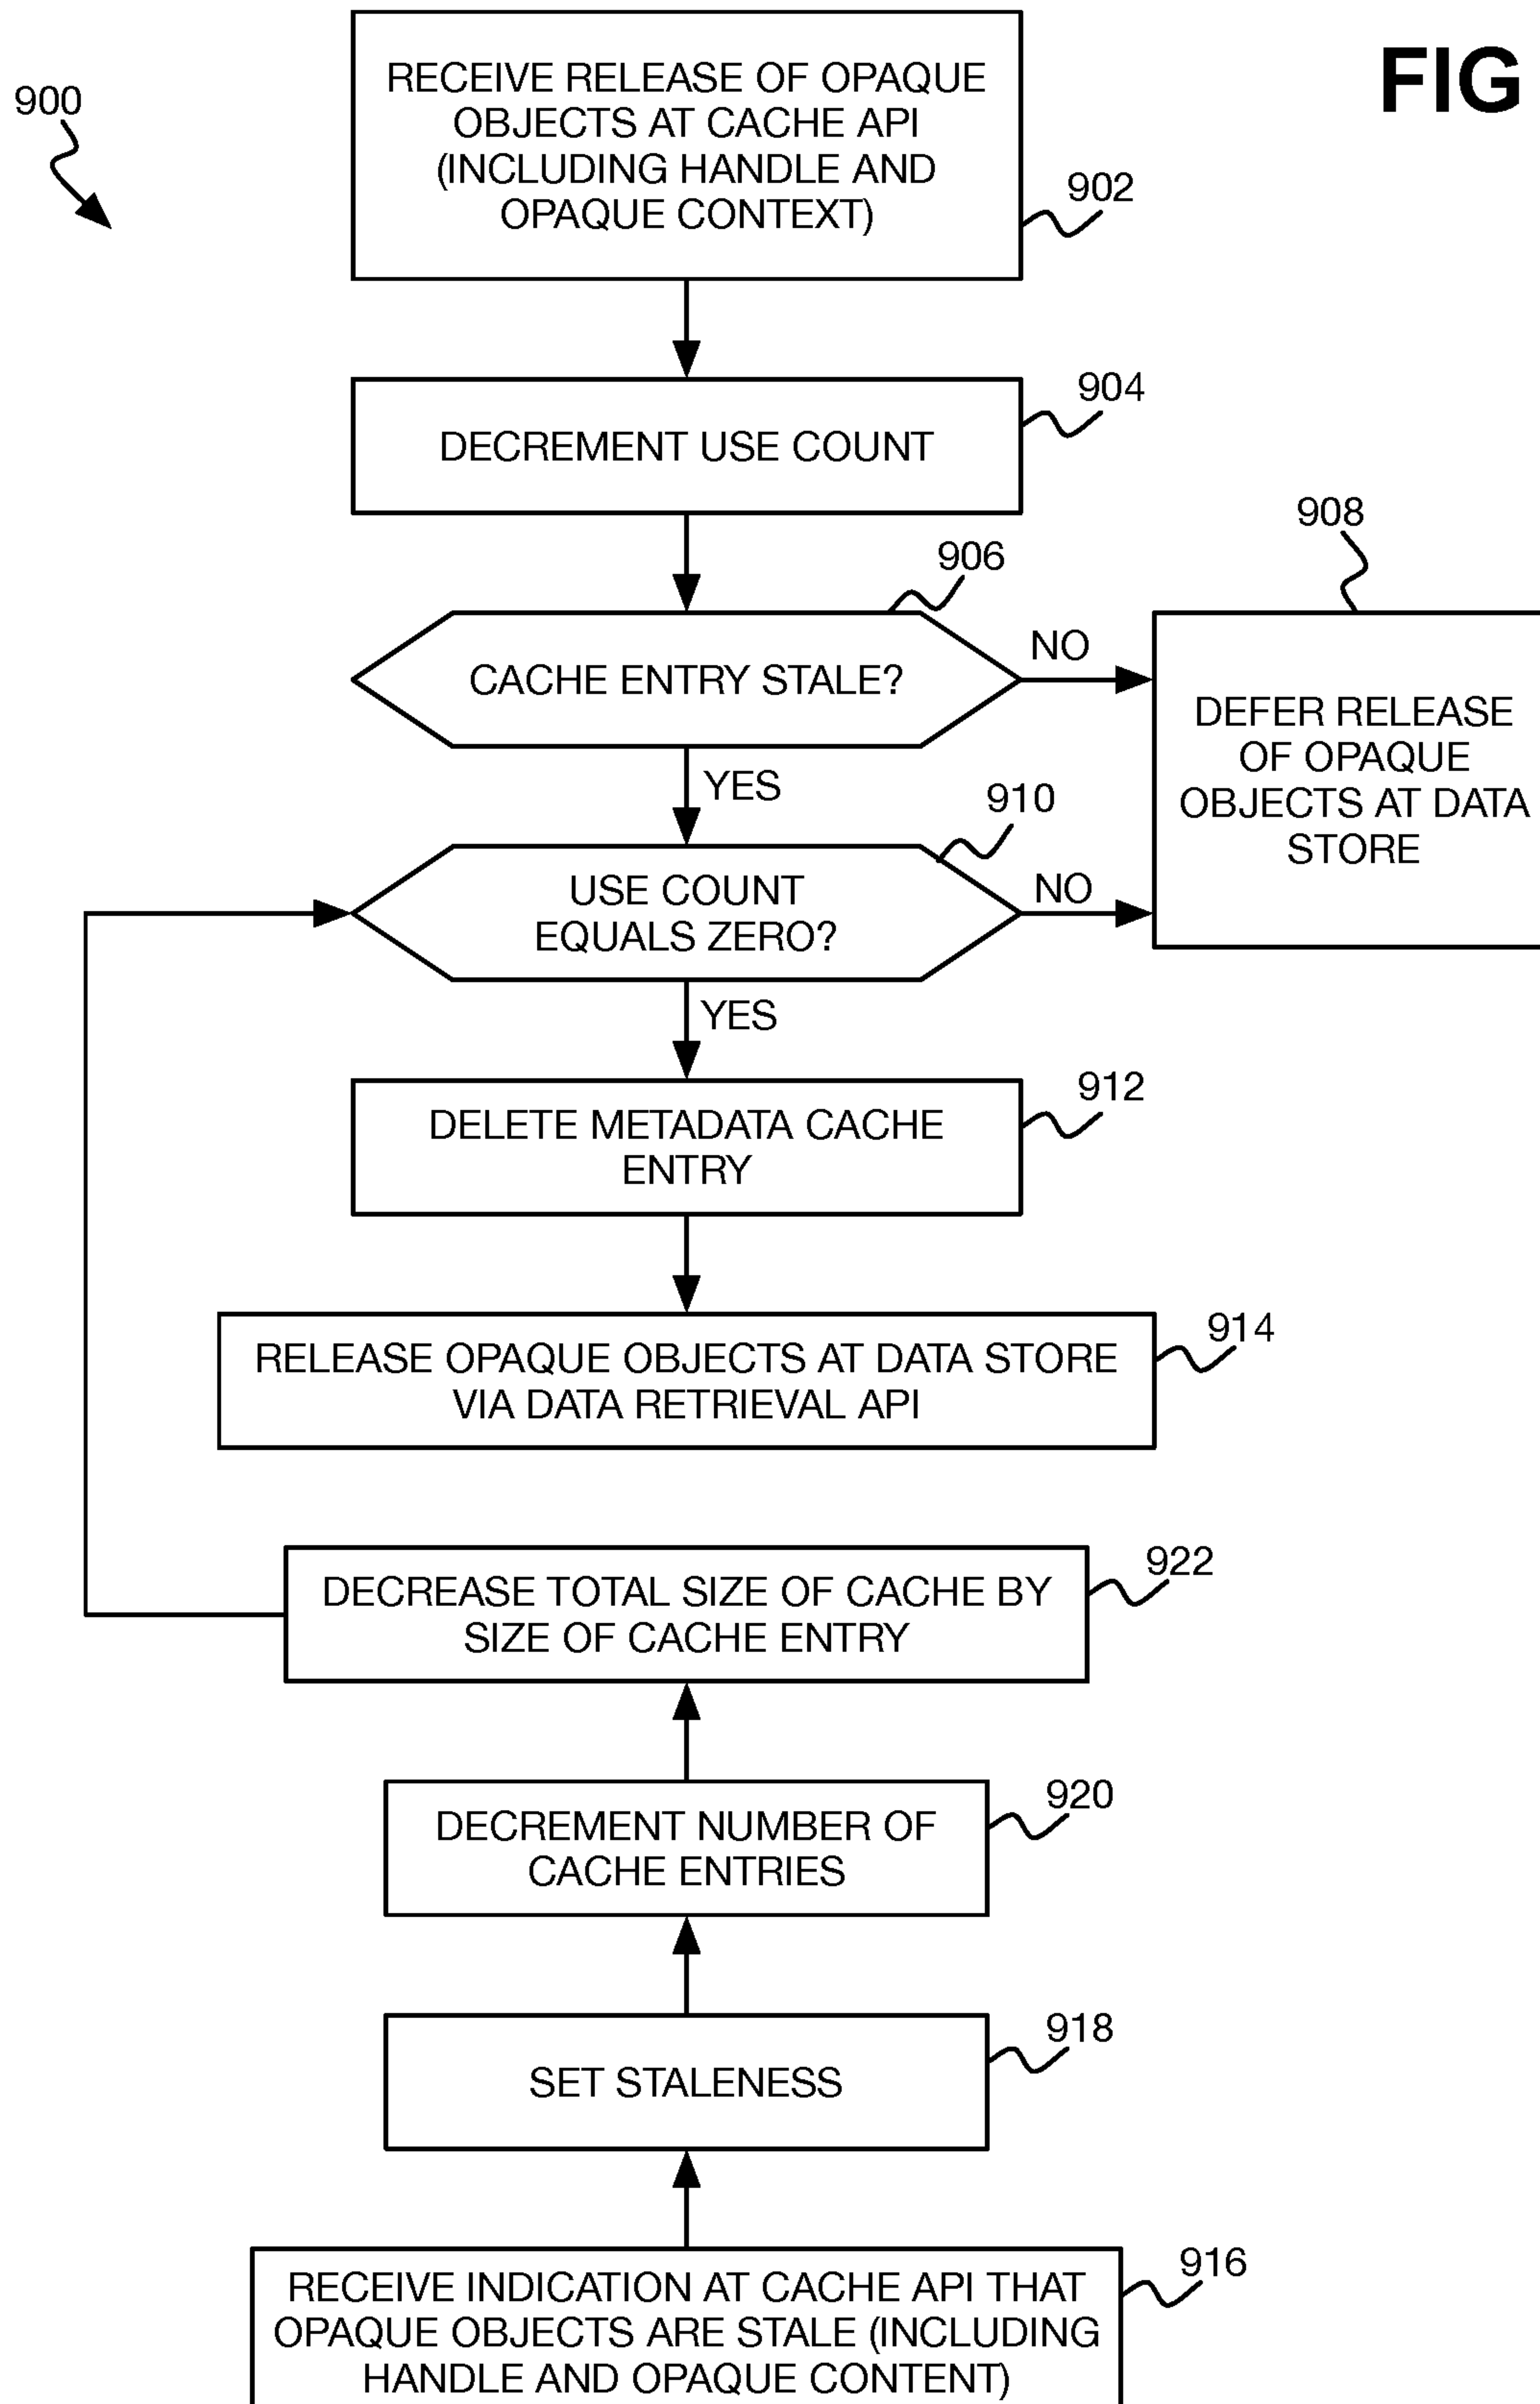 FIG
900
RECEIVE RELEASE OF OPAQUE
OBJECTS AT CACHE API
(INCLUDING HANDLE AND
OPAQUE CONTEXT)
902
904
DECREMENT USE COUNT
908
906
CACHE ENTRY STALE?
NO
DEFER RELEASE
OF OPAQUE
OBJECTS AT DATA
STORE
YES
910
USE COUNT
EQUALS ZERO?
NO
YES
912
DELETE METADATA CACHE
ENTRY
914
RELEASE OPAQUE OBJECTS AT DATA STORE
VIA DATA RETRIEVAL API
922
DECREASE TOTAL SIZE OF CACHE BY
SIZE OF CACHE ENTRY
920
DECREMENT NUMBER OF
CACHE ENTRIES
918
SET STALENESS
916
RECEIVE INDICATION AT CACHE API THAT
OPAQUE OBJECTS ARE STALE (INCLUDING
HANDLE AND OPAQUE CONTENT)